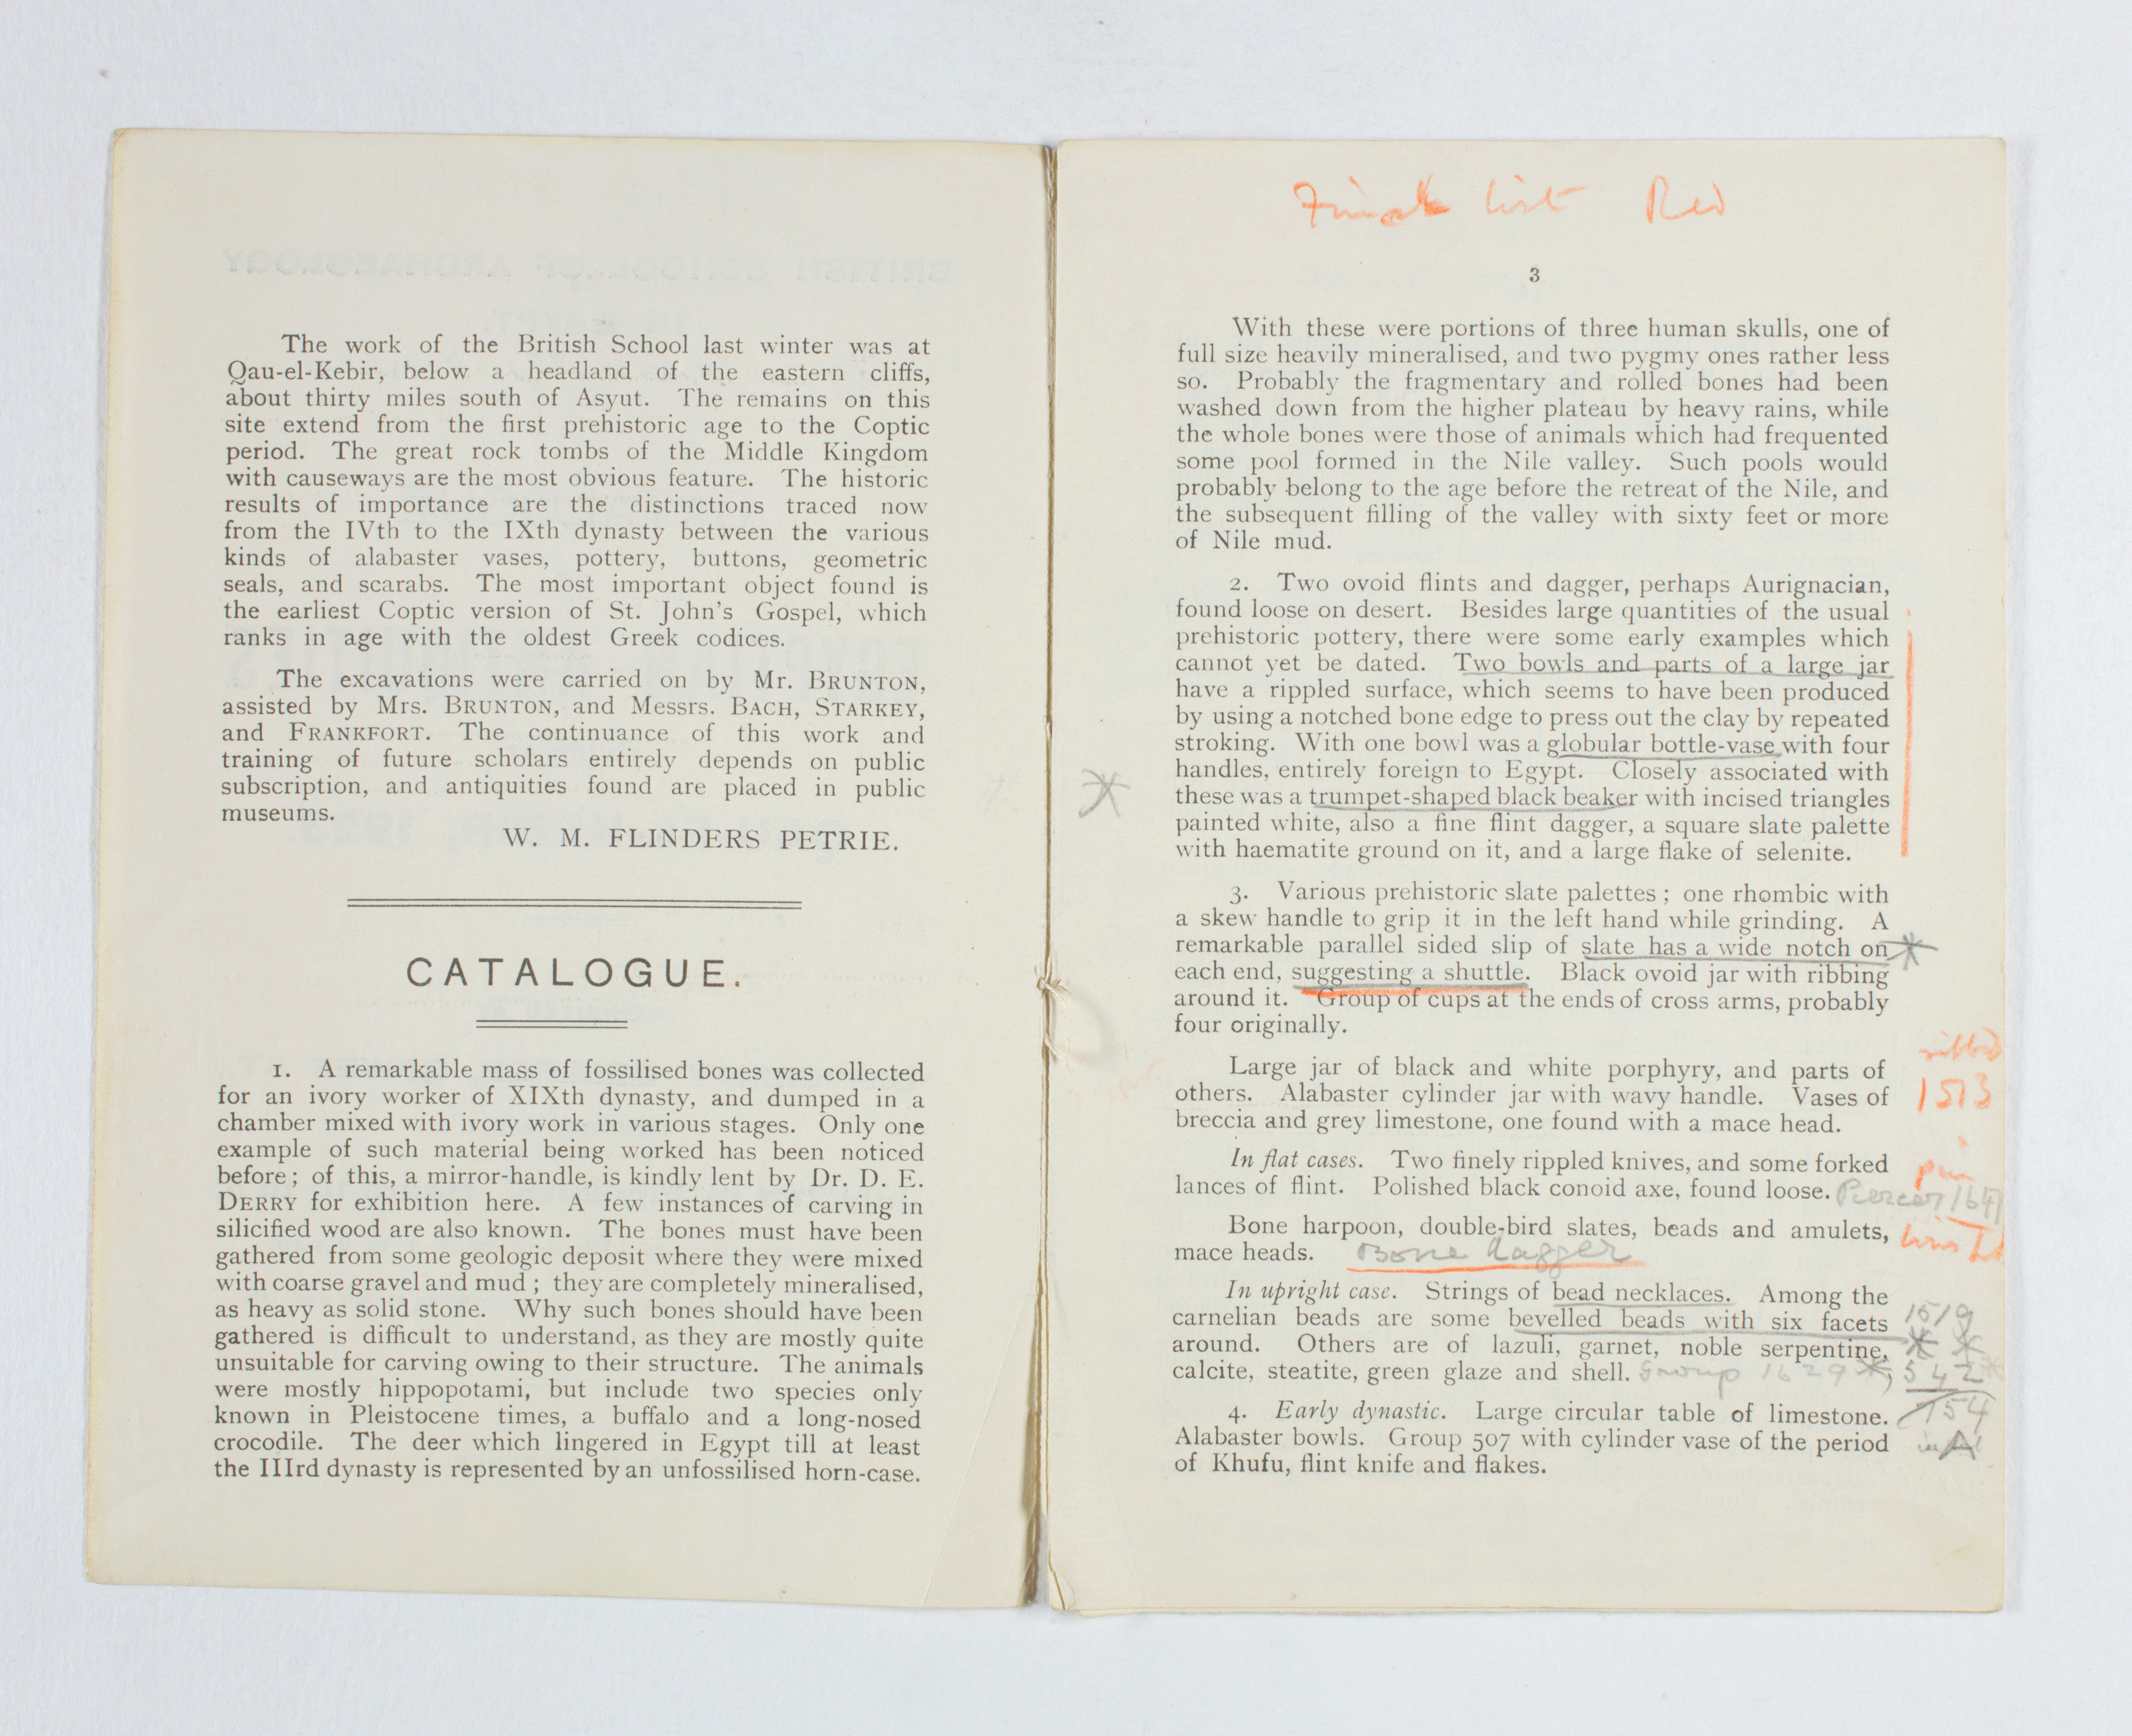 The work of the British School last winter was at
Qau-el-Kebir, below a headland of the eastern cliffs,
about thirty miles south of Asyut. The remains on this
site extend from the first prehistoric age to the Coptic
period. The great rock tombs of the Middle Kingdom
with causeways are the most obvious feature. The historic
results of importance are the distinctions traced now
from the IVth to the IXth dynasty between the various
kinds of alabaster vases, pottery, buttons, geometric
seals, and scarabs. The most important object found is
the earliest Coptic version of St. John's Gospel, which
ranks in age with the oldest Greek codices.
The excavations were carried on by Mr. BRUNTON,
assisted by Mrs. BRUNTON, and Messrs. BACH, STARKEY,
and FRANKFORT. The continuance of this work and
training of future scholars entirely depends on public
subscription, and antiquities found are placed in public
museums.
W. M. FLINDERS PETRIE.
CATALOGUE.
1. A remarkable mass of fossilised bones was collected
for an ivory worker of XIXth dynasty, and dumped in a
chamber mixed with ivory work in various stages. Only one
example of such material being worked has been noticed
before; of this, a mirror-handle, is kindly lent by Dr. D. E.
DERRY for exhibition here. A few instances of carving in
silicified wood are also known. The bones must have been
gathered from some geologic deposit where they were mixed
with coarse gravel and mud; they are completely mineralised,
as heavy as solid stone. Why such bones should have been
gathered is difficult to understand, as they are mostly quite
unsuitable for carving owing to their structure. The animals
were mostly hippopotami, but include two species only
known in Pleistocene times, a buffalo and a long-nosed
crocodile. The deer which lingered in Egypt till at least
the IIIrd dynasty is represented by an unfossilised horn-case.
Final list Red
3
With these were portions of three human skulls, one of
full size heavily mineralised, and two pygmy ones rather less
so. Probably the fragmentary and rolled bones had been
washed down from the higher plateau by heavy rains, while
the whole bones were those of animals which had frequented
some pool formed in the Nile valley. Such pools would
probably belong to the age before the retreat of the Nile, and
the subsequent filling of the valley with sixty feet or more
of Nile mud.
2. Two ovoid flints and dagger, perhaps Aurignacian,
found loose on desert. Besides large quantities of the usual
prehistoric pottery, there were some early examples which
cannot yet be dated. Two bowls and parts of a large jar
have a rippled surface, which seems to have been produced
by using a notched bone edge to press out the clay by repeated
stroking. With one bowl was a globular bottle-vase with four
handles, entirely foreign to Egypt. Closely associated with
these was a trumpet-shaped black beaker with incised triangles
painted white, also a fine flint dagger, a square slate palette
with haematite ground on it, and a large flake of selenite.
3. Various prehistoric slate palettes; one rhombic with
a skew handle to grip it in the left hand while grinding. A
remarkable parallel sided slip of slate has a wide notch on
each end, suggesting a shuttle. Black ovoid jar with ribbing
around it. Group of cups at the ends of cross arms, probably
four originally.
ribbed
1513
Large jar of black and white porphyry, and parts of
others. Alabaster cylinder jar with wavy handle. Vases of
breccia and grey limestone, one found with a mace head.
In flat cases. Two finely rippled knives, and some forked
lances of flint. Polished black conoid axe, found loose. Piercer 1641
Bone harpoon, double-bird slates, beads and amulets,
mace heads. Bone dagger
In upright case. Strings of bead necklaces. Among the
carnelian beads are some bevelled beads with six facets 1519
around. Others are of lazuli, garnet, noble serpentine,
calcite, steatite, green glaze and shell. Group 1629, 542
4. Early dynastic. Large circular table of limestone. 754
Alabaster bowls. Group 507 with cylinder vase of the period
of Khufu, flint knife and flakes.